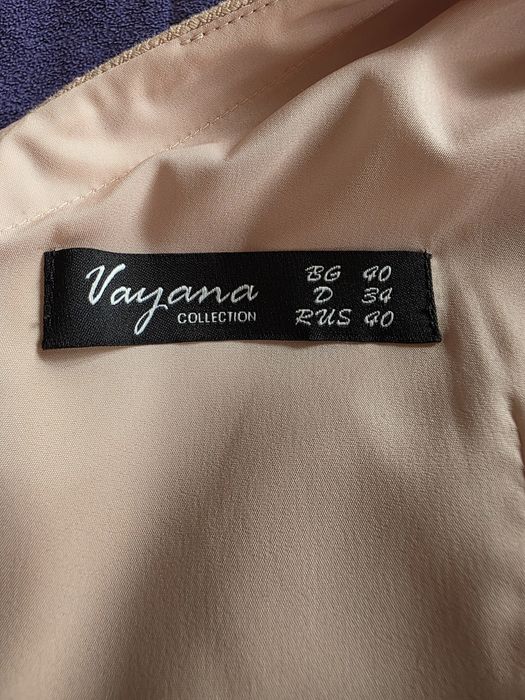 Vayana
COLLECTION
BG 40
D 34
RUS 40